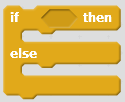 if then
else